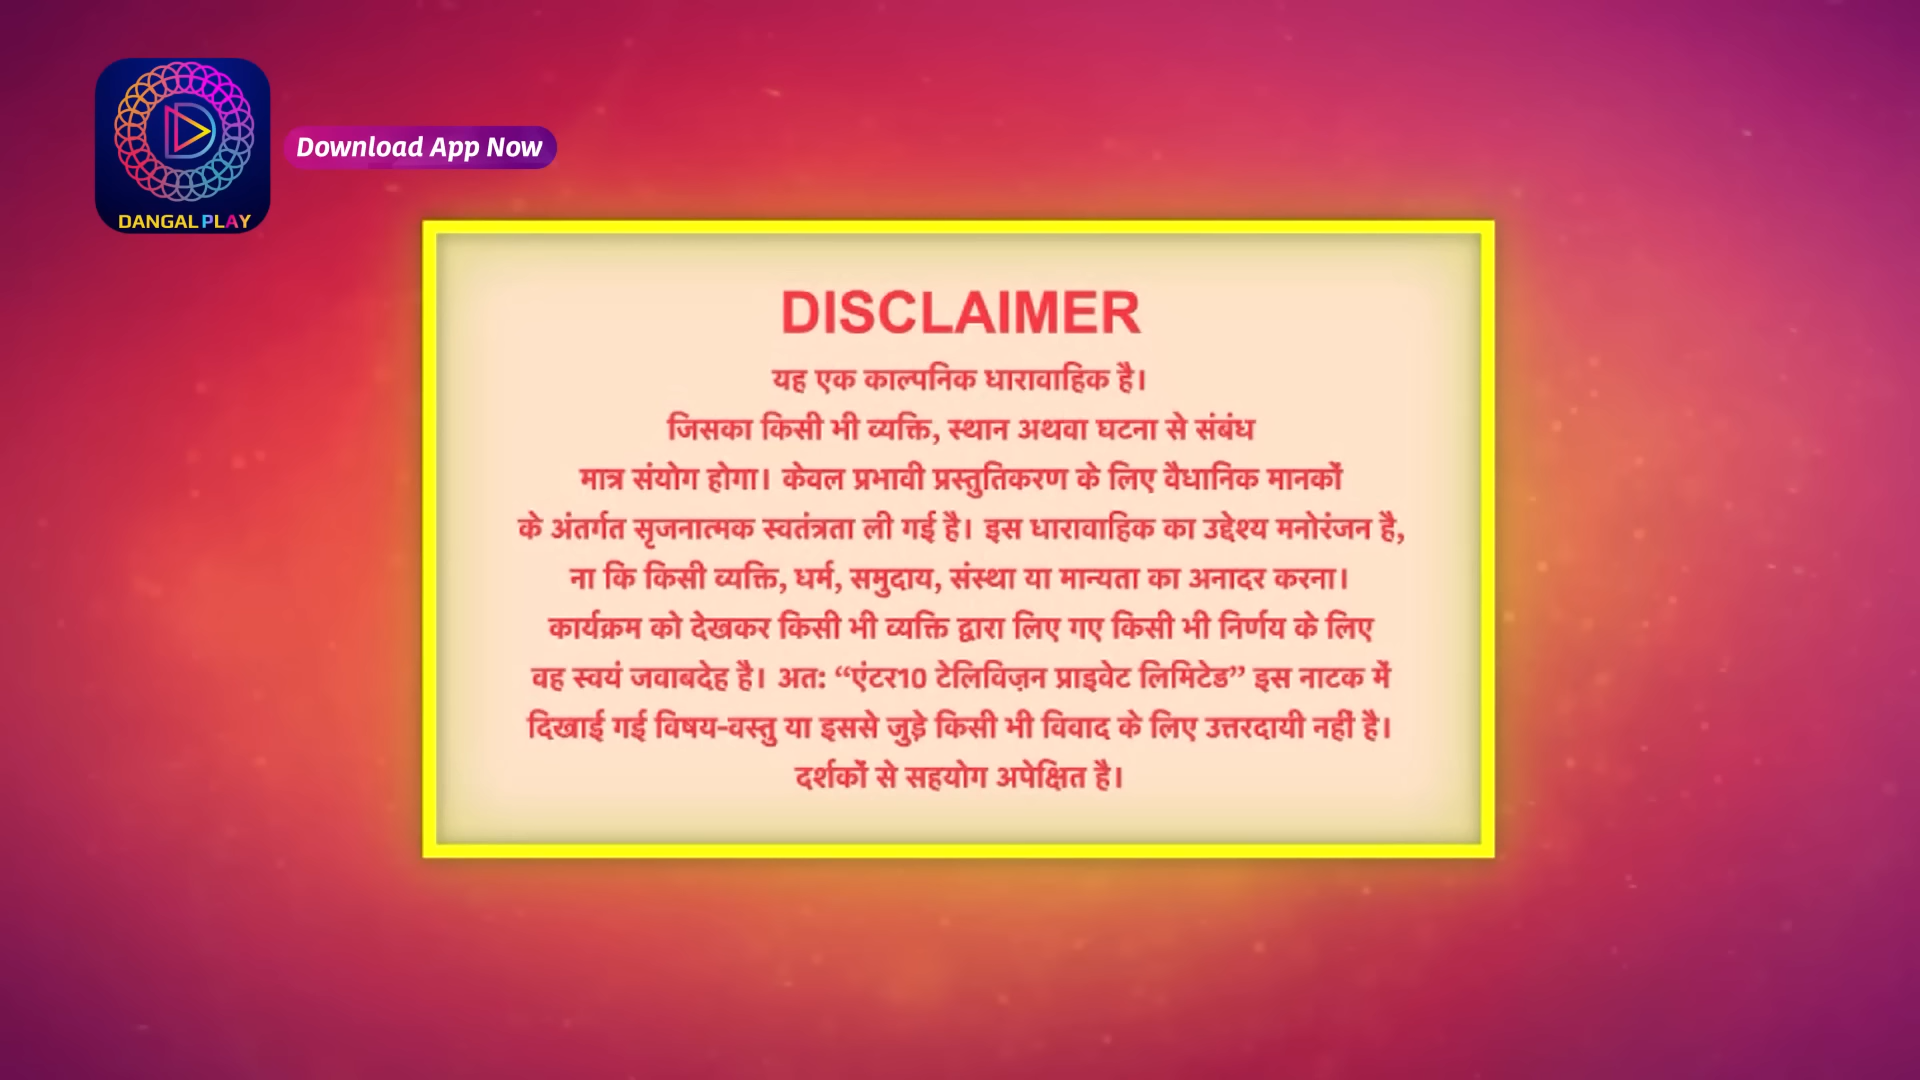 DANGAL PLAY
Download App Now
DISCLAIMER
यह एक काल्पनिक धारावाहिक है।
जिसका किसी भी व्यक्ति, स्थान अथवा घटना से संबंध
मात्र संयोग होगा। केवल प्रभावी प्रस्तुतिकरण के लिए वैधानिक मानकों
के अंतर्गत सृजनात्मक स्वतंत्रता ली गई है। इस धारावाहिक का उद्देश्य मनोरंजन है,
ना कि किसी व्यक्ति, धर्म, समुदाय, संस्था या मान्यता का अनादर करना।
कार्यक्रम को देखकर किसी भी व्यक्ति द्वारा लिए गए किसी भी निर्णय के लिए
वह स्वयं जवाबदेह है। अत: “एंटर10 टेलिविज़न प्राइवेट लिमिटेड” इस नाटक में
दिखाई गई विषय-वस्तु या इससे जुड़े किसी भी विवाद के लिए उत्तरदायी नहीं है।
दर्शकों से सहयोग अपेक्षित है।